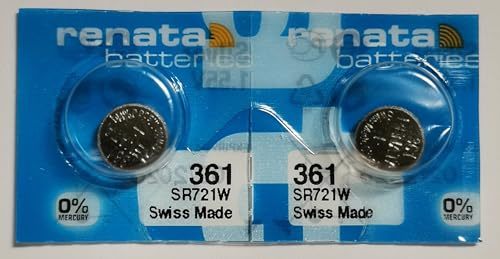 renata
batteries
361
SR721W
Swiss Made
0%
MERCURY
renata
batteries
361
SR721W
Swiss Made
0%
MERCURY